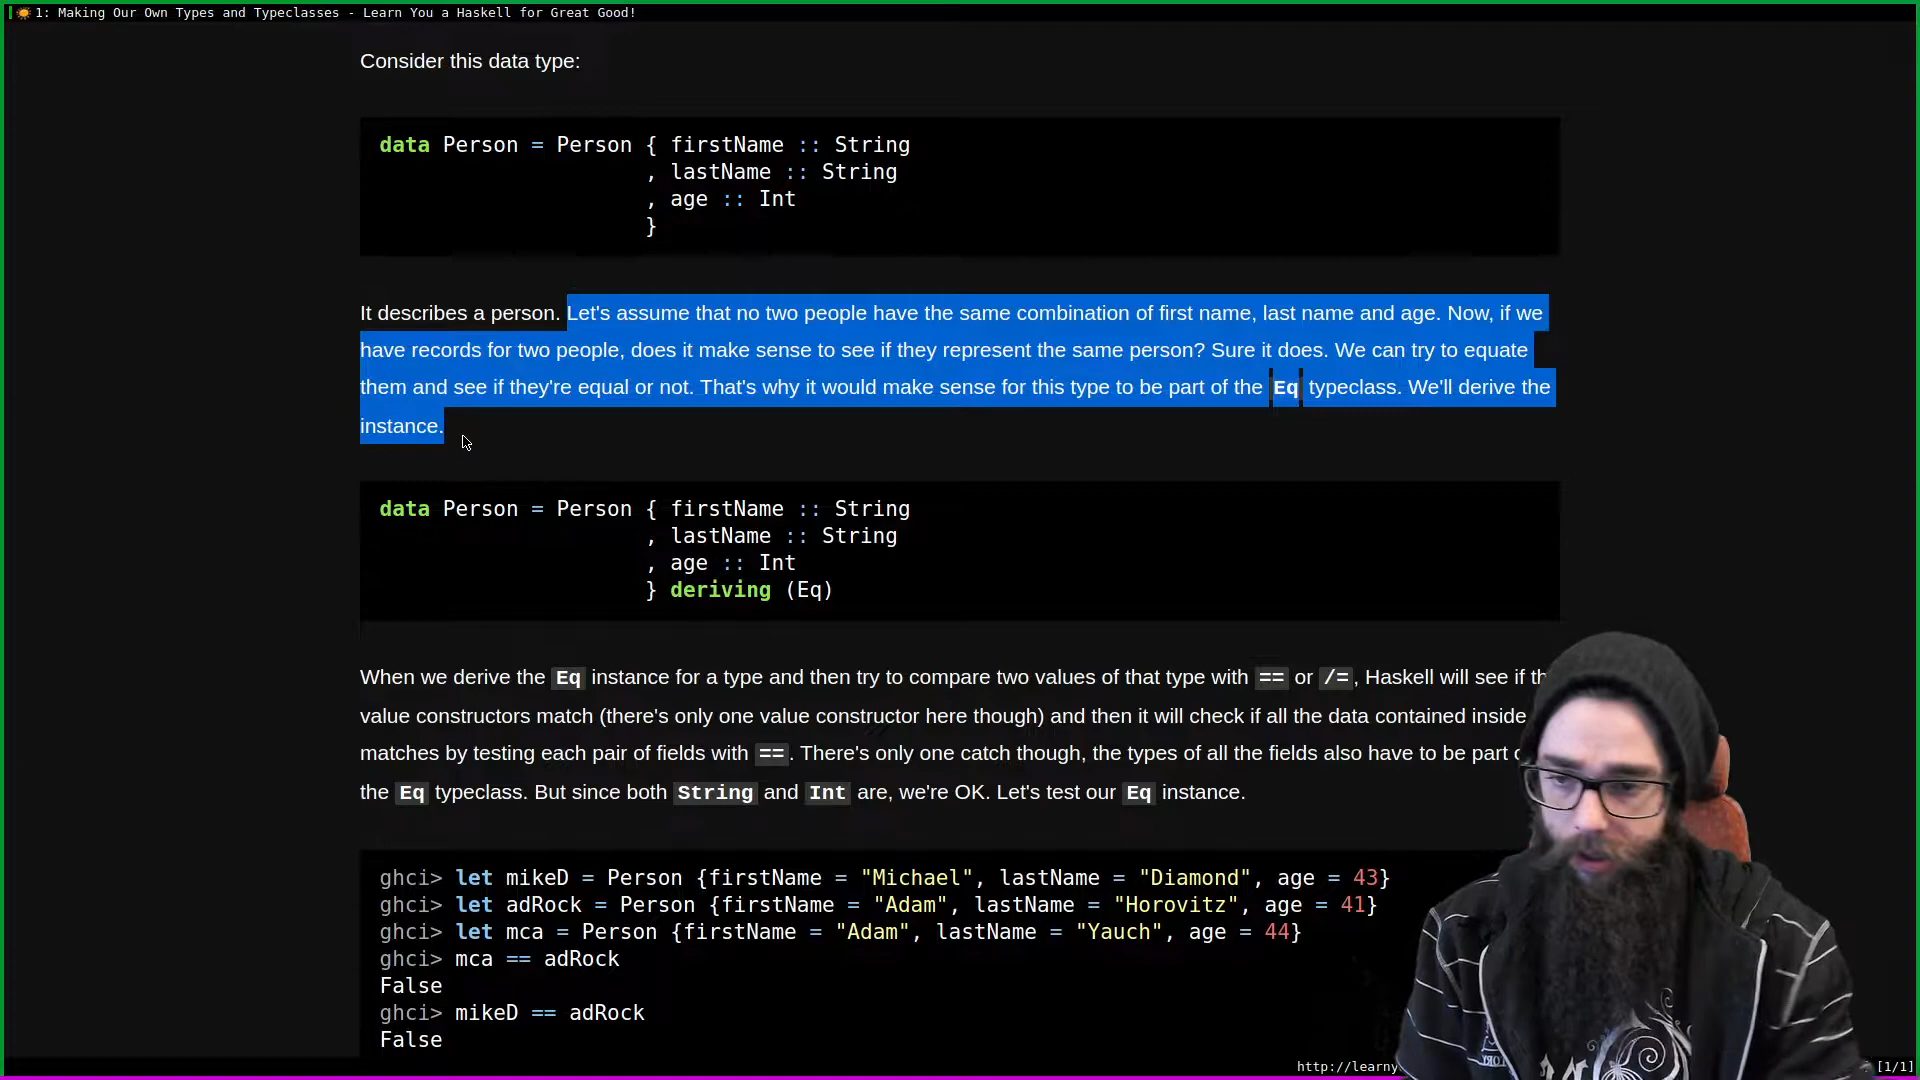 1: Making Our Own Types and Typeclasses - Learn You a Haskell for Great Good!
Consider this data type:
data Person = Person { firstName :: String
, lastName :: String
, age :: Int
}
It describes a person. Let's assume that no two people have the same combination of first name, last name and age. Now, if we
have records for two people, does it make sense to see if they represent the same person? Sure it does. We can try to equate
them and see if they're equal or not. That's why it would make sense for this type to be part of the Eq typeclass. We'll derive the
instance.
data Person = Person { firstName :: String
, lastName :: String
, age :: Int
} deriving (Eq)
When we derive the Eq instance for a type and then try to compare two values of that type with == or /=, Haskell will see if
value constructors match (there's only one value constructor here though) and then it will check if all the data contained inside
matches by testing each pair of fields with ==. There's only one catch though, the types of all the fields also have to be part
the Eq typeclass. But since both String and Int are, we're OK. Let's test our Eq instance.
ghci> let mikeD = Person {firstName = "Michael", lastName = "Diamond", age = 43}
ghci> let adRock = Person {firstName = "Adam", lastName = "Horovitz", age = 41}
ghci> let mca = Person {firstName = "Adam", lastName = "Yauch", age = 44}
ghci> mca == adRock
False
ghci> mikeD == adRock
False
http://learny
[1/1]